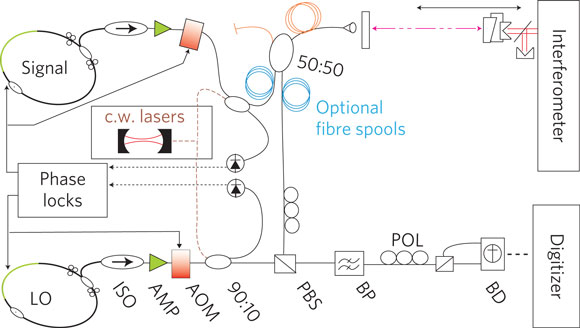 Signal
50:50
Interferometer
c.w. lasers
Optional
fibre spools
Phase
locks
LO
ISO
AMP
AOM
90:10
PBS
BP
POL
BD
Digitizer